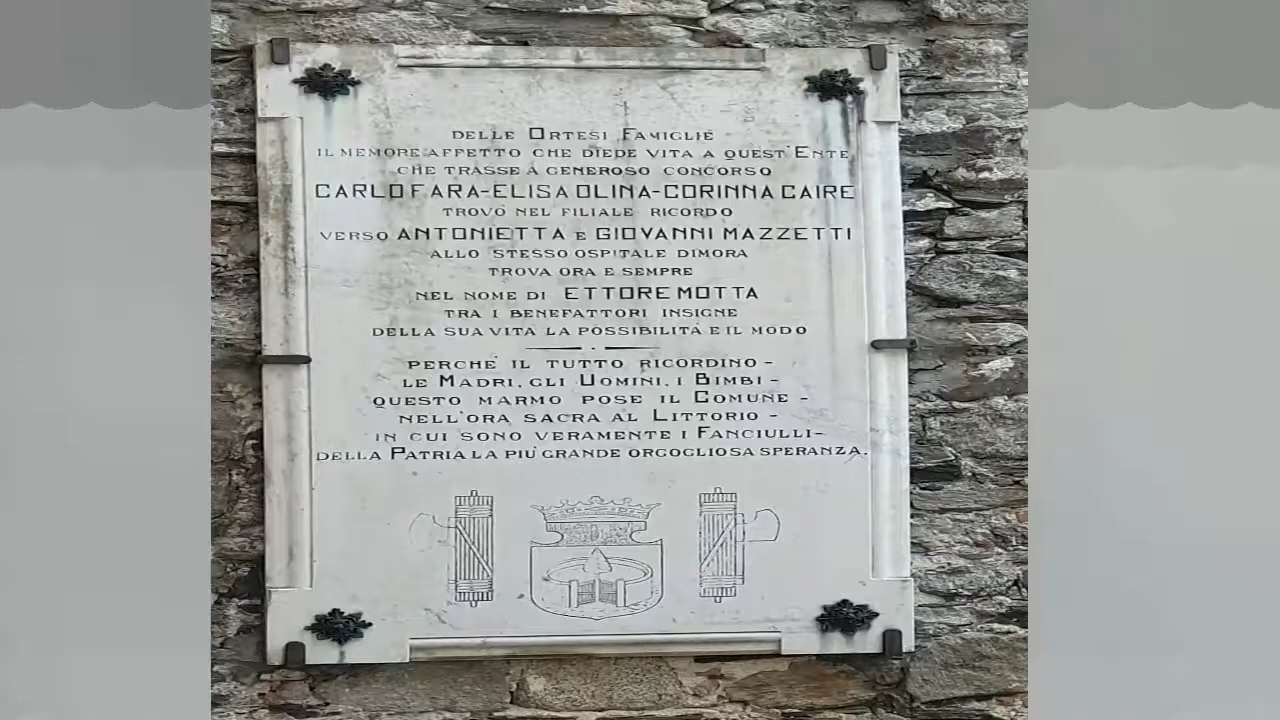 DELLE ORTESI FAMIGLIE
IL MEMORE AFFETTO CHE DIEDE VITA A QUEST'ENTE
CHE TRASSE A GENEROSO CONCORSO
CARLO FARA-ELISA OLINA-CORINNA CAIRE
TROVÒ NEL FILIALE RICORDO
VERSO ANTONIETTA E GIOVANNI MAZZETTI
ALLO STESSO OSPITALE DIMORA
TROVA ORA E SEMPRE
NEL NOME DI ETTORE MOTTA
TRA I BENEFATTORI INSIGNE
DELLA SUA VITA LA POSSIBILITÀ E IL MODO
PERCHÈ IL TUTTO RICORDINO -
LE MADRI, GLI UOMINI, I BIMBI -
QUESTO MARMO POSE IL COMUNE -
NELL'ORA SACRA AL LITTORIO -
IN CUI SONO VERAMENTE I FANCIULLI -
DELLA PATRIA LA PIÙ GRANDE ORGOGLIOSA SPERANZA.